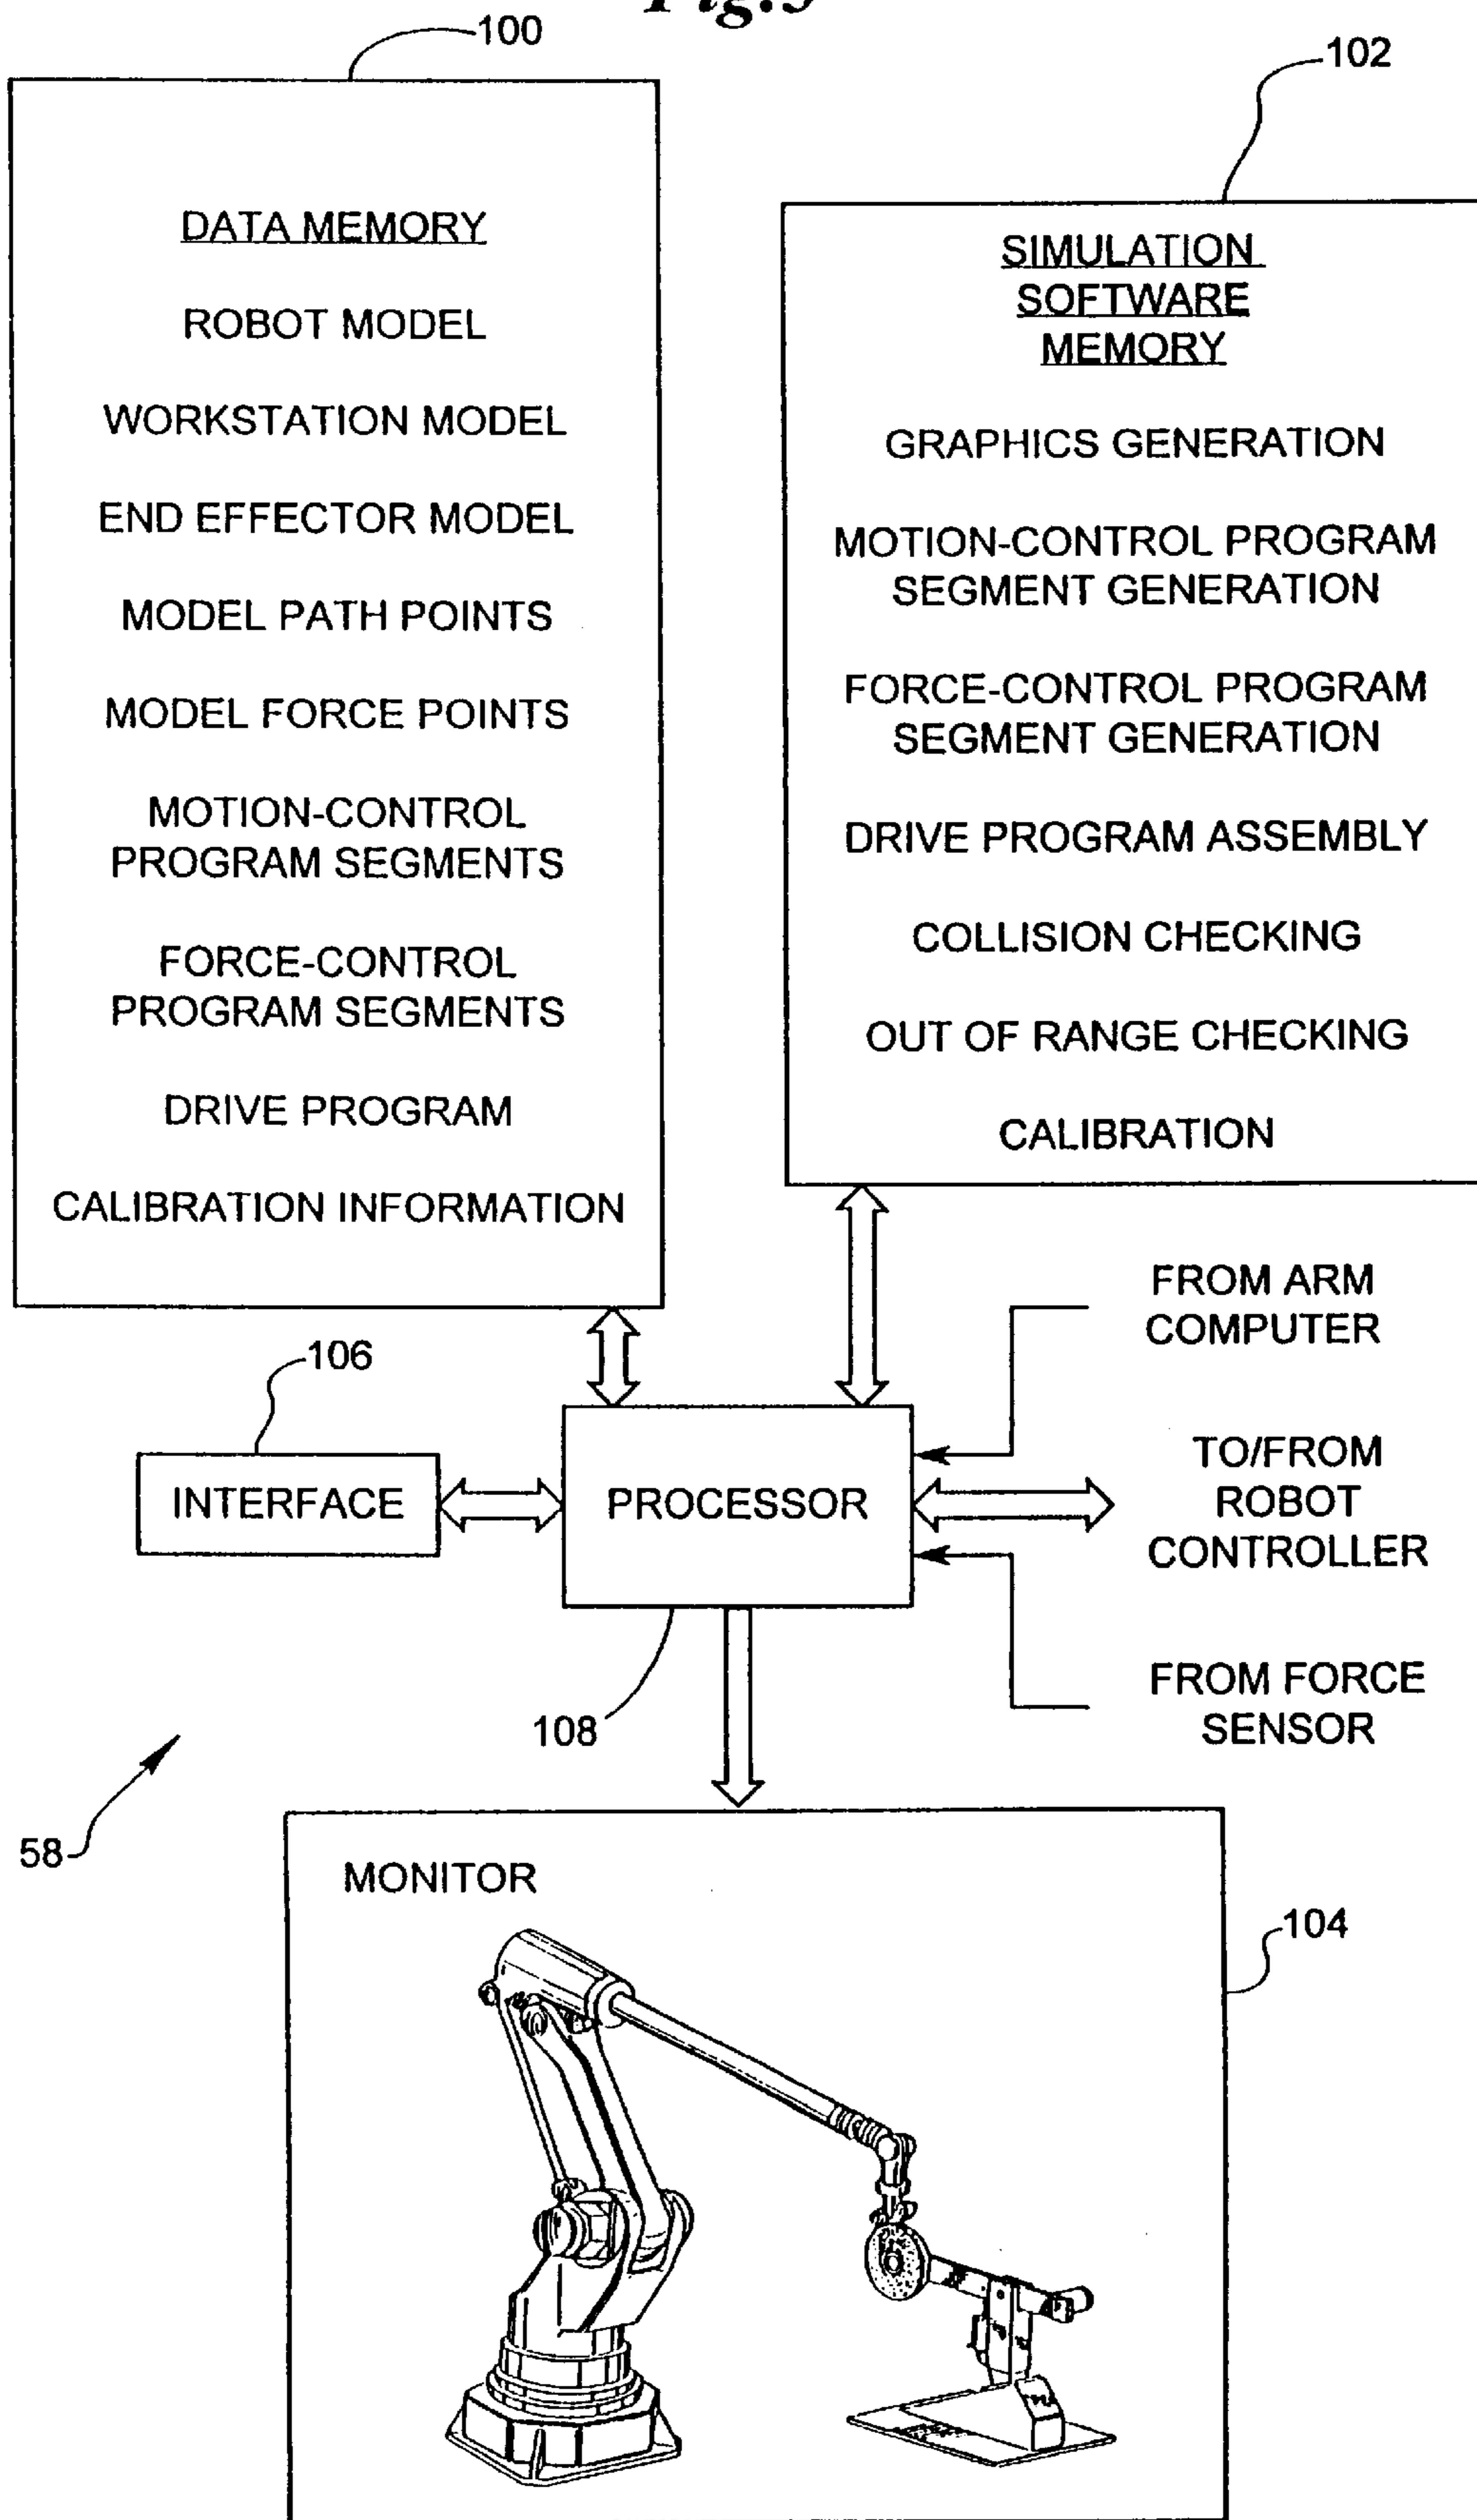 100
102
DATA MEMORY
ROBOT MODEL
WORKSTATION MODEL
END EFFECTOR MODEL
MODEL PATH POINTS
MODEL FORCE POINTS
MOTION-CONTROL
PROGRAM SEGMENTS
FORCE-CONTROL
PROGRAM SEGMENTS
DRIVE PROGRAM
CALIBRATION INFORMATION
SIMULATION
SOFTWARE
MEMORY
GRAPHICS GENERATION
MOTION-CONTROL PROGRAM
SEGMENT GENERATION
FORCE-CONTROL PROGRAM
SEGMENT GENERATION
DRIVE PROGRAM ASSEMBLY
COLLISION CHECKING
OUT OF RANGE CHECKING
CALIBRATION
FROM ARM
COMPUTER
106
INTERFACE
PROCESSOR
TO/FROM
ROBOT
CONTROLLER
108
FROM FORCE
SENSOR
58
MONITOR
104